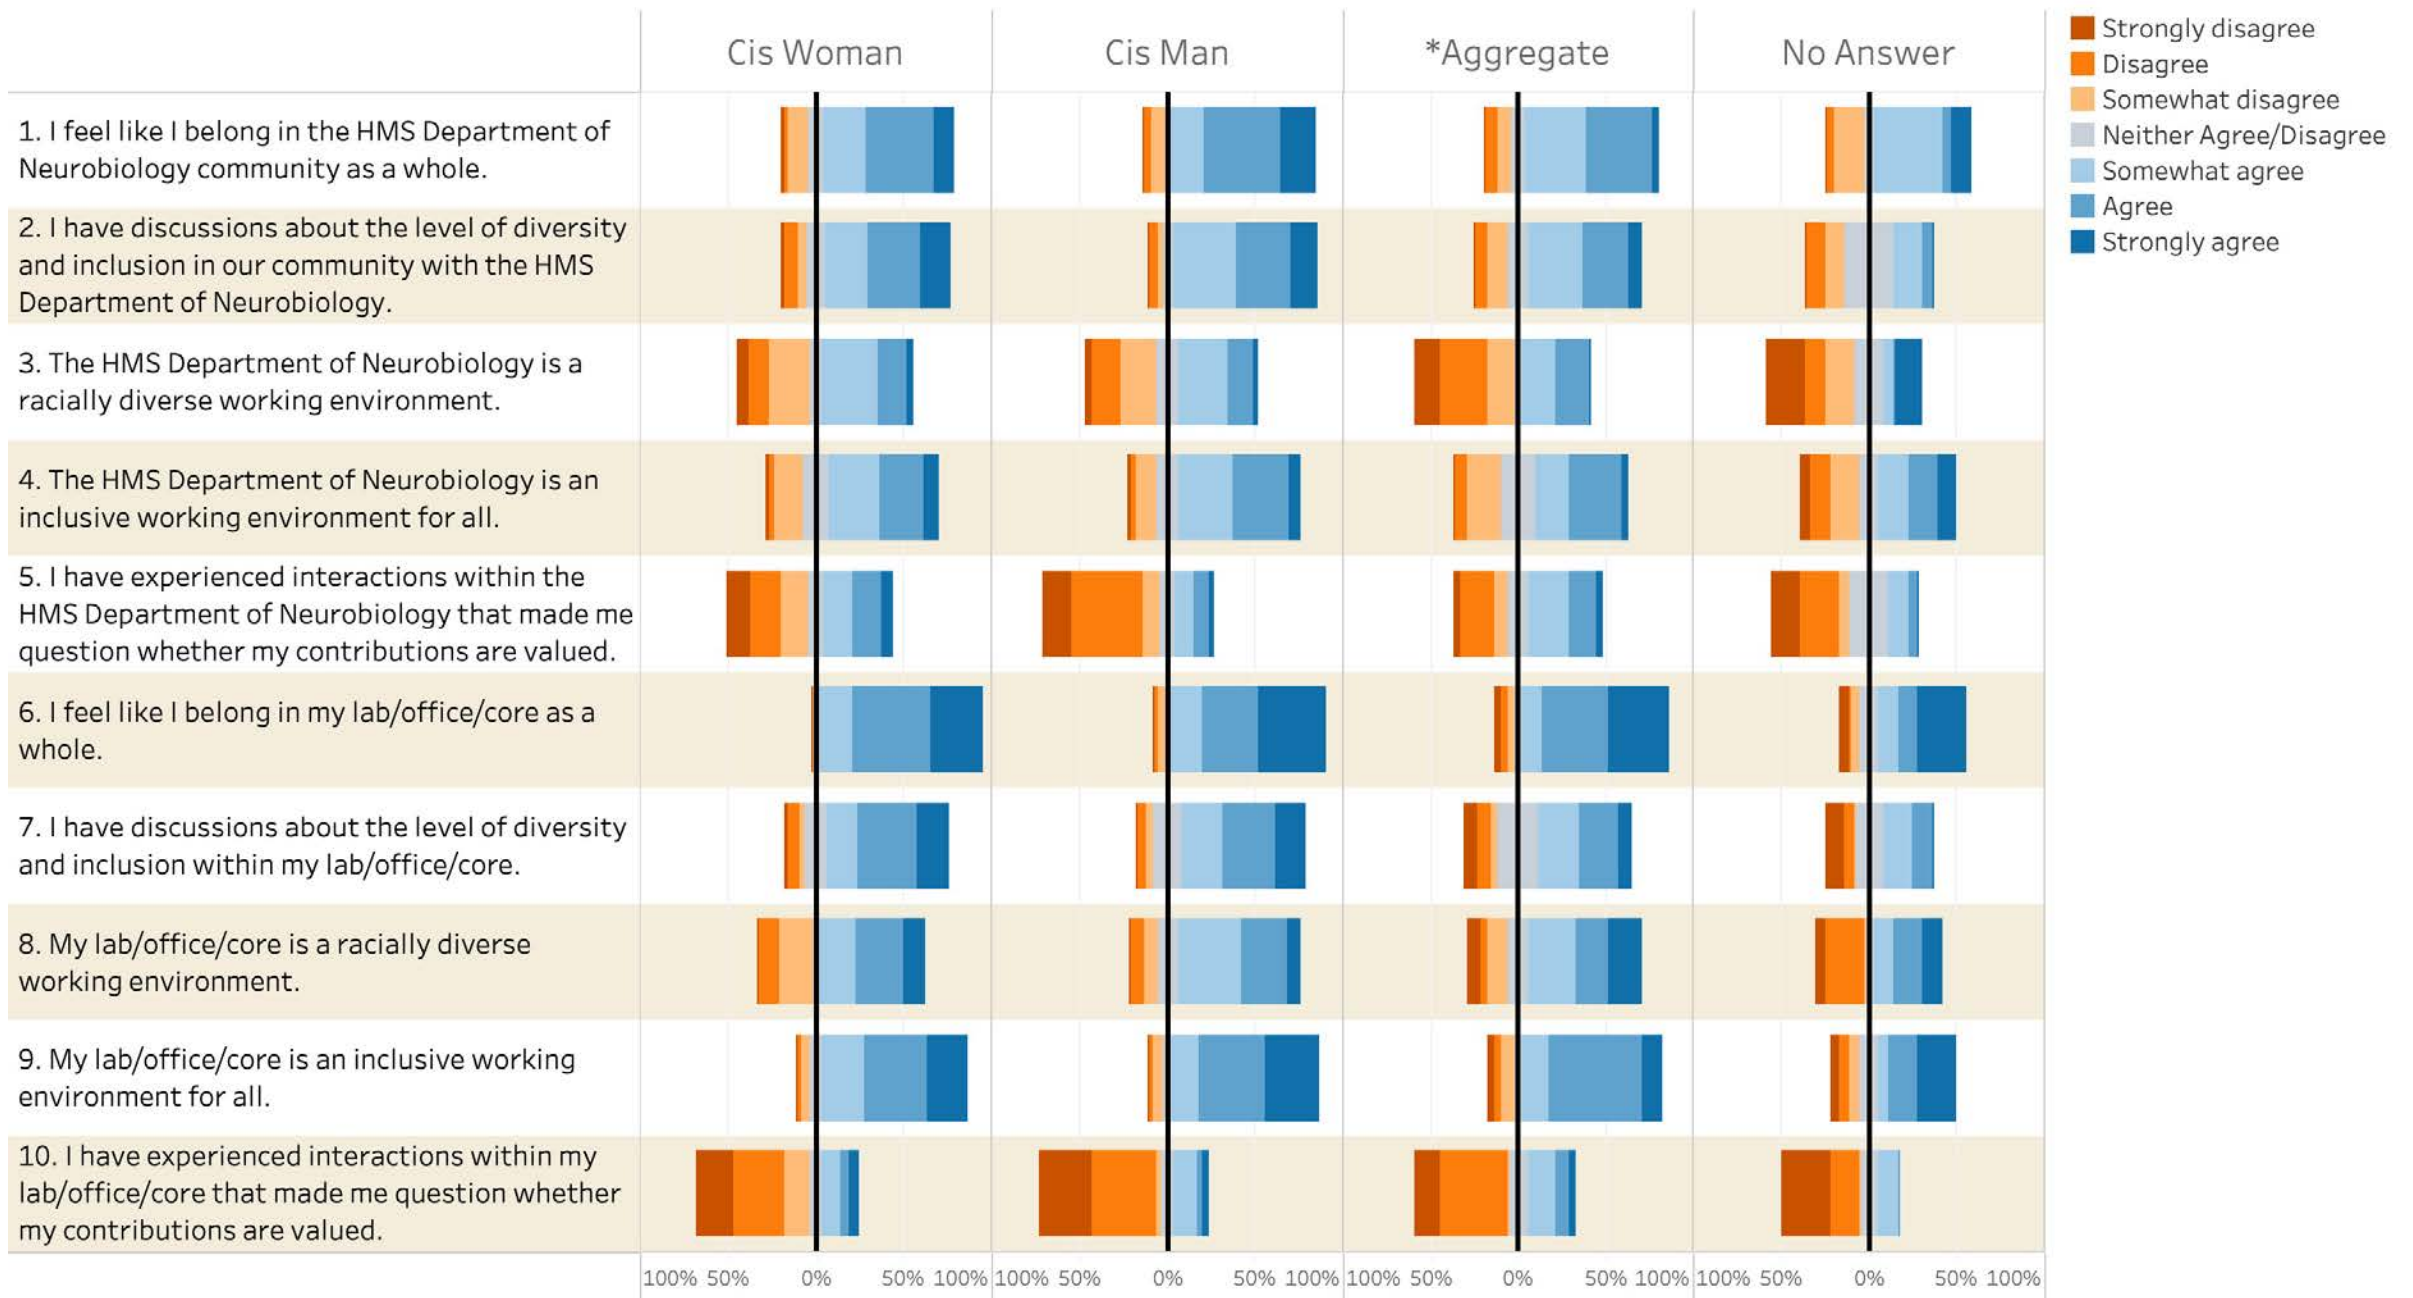 Cis Woman
Cis Man
*Aggregate
No Answer
Strongly disagree
Disagree
Somewhat disagree
Neither Agree/Disagree
Somewhat agree
Agree
Strongly agree
1. I feel like I belong in the HMS Department of
Neurobiology community as a whole.
2. I have discussions about the level of diversity
and inclusion in our community with the HMS
Department of Neurobiology.
3. The HMS Department of Neurobiology is a
racially diverse working environment.
4. The HMS Department of Neurobiology is an
inclusive working environment for all.
5. I have experienced interactions within the
HMS Department of Neurobiology that made me
question whether my contributions are valued.
6. I feel like I belong in my lab/office/core as a
whole.
7. I have discussions about the level of diversity
and inclusion within my lab/office/core.
8. My lab/office/core is a racially diverse
working environment.
9. My lab/office/core is an inclusive working
environment for all.
10. I have experienced interactions within my
lab/office/core that made me question whether
my contributions are valued.
100% 50% 0% 50% 100% 100% 50% 0% 50% 100% 100% 50% 0% 50% 100% 100% 50% 0% 50% 100%